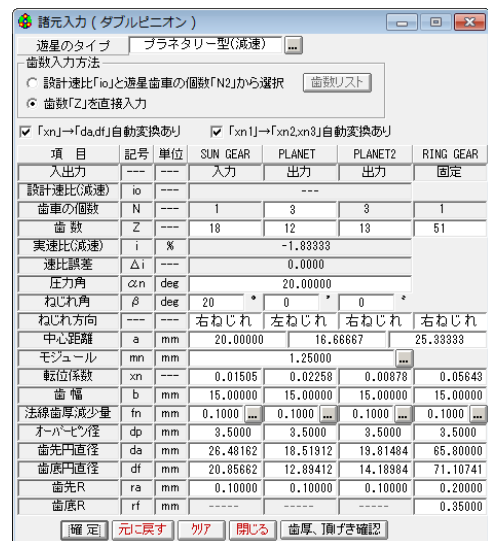 諸元入力(ダブルピニオン)
遊星のタイプ プラネタリー型(減速) ...
歯数入力方法
設計速比「io」と遊星歯車の個数「N2」から選択 歯数リスト
歯数「Z」を直接入力
「xn」→「da,df」自動変換あり 「xn1」→「xn2,xn3」自動変換あり
項 目 記号 単位 SUN GEAR PLANET PLANET2 RING GEAR
入出力 --- --- 入力 出力 出力 固定
設計速比(減速) io --- ---
歯車の個数 N --- 1 3 3 1
歯 数 Z --- 18 12 13 51
実速比(減速) i % -1.83333
速比誤差 Δi --- 0.0000
圧力角 αn deg 20.00000
ねじれ角 β deg 20 ° 0 ' 0 "
ねじれ方向 --- --- 右ねじれ 左ねじれ 右ねじれ 右ねじれ
中心距離 a mm 20.00000 16.66667 25.33333
モジュール mn mm 1.25000 ...
転位係数 xn --- 0.01505 0.02258 0.00878 0.05643
歯 幅 b mm 15.00000 15.00000 15.00000 15.00000
法線歯厚減少量 fn mm 0.1000 ... 0.1000 ... 0.1000 ... 0.1000 ...
オーバーピン径 dp mm 3.5000 3.5000 3.5000 3.5000
歯先円直径 da mm 26.48162 18.51912 19.81484 65.80000
歯底円直径 df mm 20.85662 12.89412 14.18984 71.10741
歯先R ra mm 0.10000 0.10000 0.10000 0.20000
歯底R rf mm ----- ----- ----- 0.35000
確 定 元に戻す クリア 閉じる 歯厚、頂げき確認